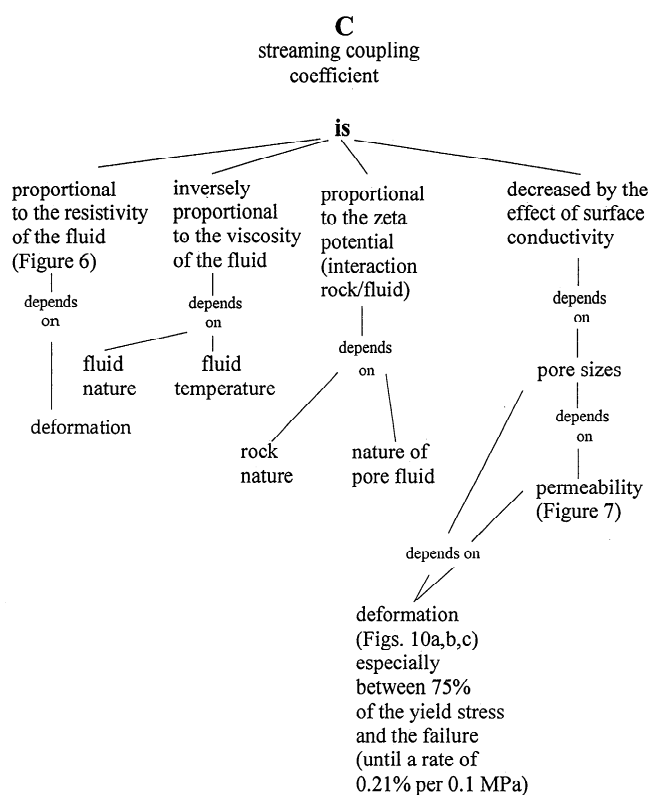 C
streaming coupling
coefficient
is
proportional
to the resistivity
of the fluid
(Figure 6)
depends
on
deformation
inversely
proportional
to the viscosity
of the fluid
depends
on
fluid
nature
fluid
temperature
proportional
to the zeta
potential
(interaction
rock/fluid)
depends
on
rock
nature
nature of
pore fluid
decreased by the
effect of surface
conductivity
depends
on
pore sizes
depends
on
permeability
(Figure 7)
depends on
deformation
(Figs. 10a,b,c)
especially
between 75%
of the yield stress
and the failure
(until a rate of
0.21% per 0.1 MPa)